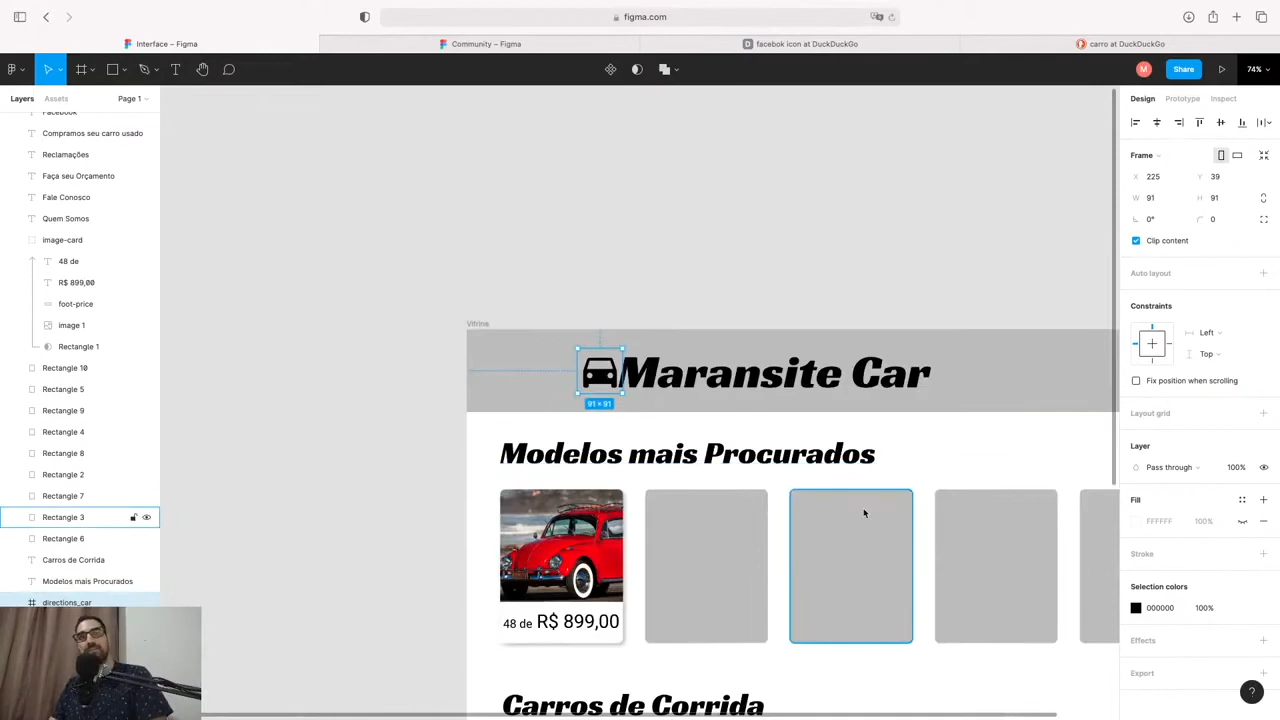 figma.com
Interface – Figma
Community – Figma
facebok icon at DuckDuckGo
carro at DuckDuckGo
M
Share
74%
Layers
Assets
Page 1
Facebook
Compramos seu carro usado
Reclamações
Faça seu Orçamento
Fale Conosco
Quem Somos
image-card
48 de
R$ 899,00
foot-price
image 1
Rectangle 1
Rectangle 10
Rectangle 5
Rectangle 9
Rectangle 4
Rectangle 8
Rectangle 2
Rectangle 7
Rectangle 3
Rectangle 6
Carros de Corrida
Modelos mais Procurados
directions_car
Vitrine
Maransite Car
91 × 91
Modelos mais Procurados
48 de R$ 899,00
Carros de Corrida
Design
Prototype
Inspect
Frame
X 225
Y 39
W 91
H 91
0°
0
Clip content
Auto layout
Constraints
Left
Top
Fix position when scrolling
Layout grid
Layer
Pass through
100%
Fill
FFFFFF
100%
Stroke
Selection colors
000000
100%
Effects
Export
?